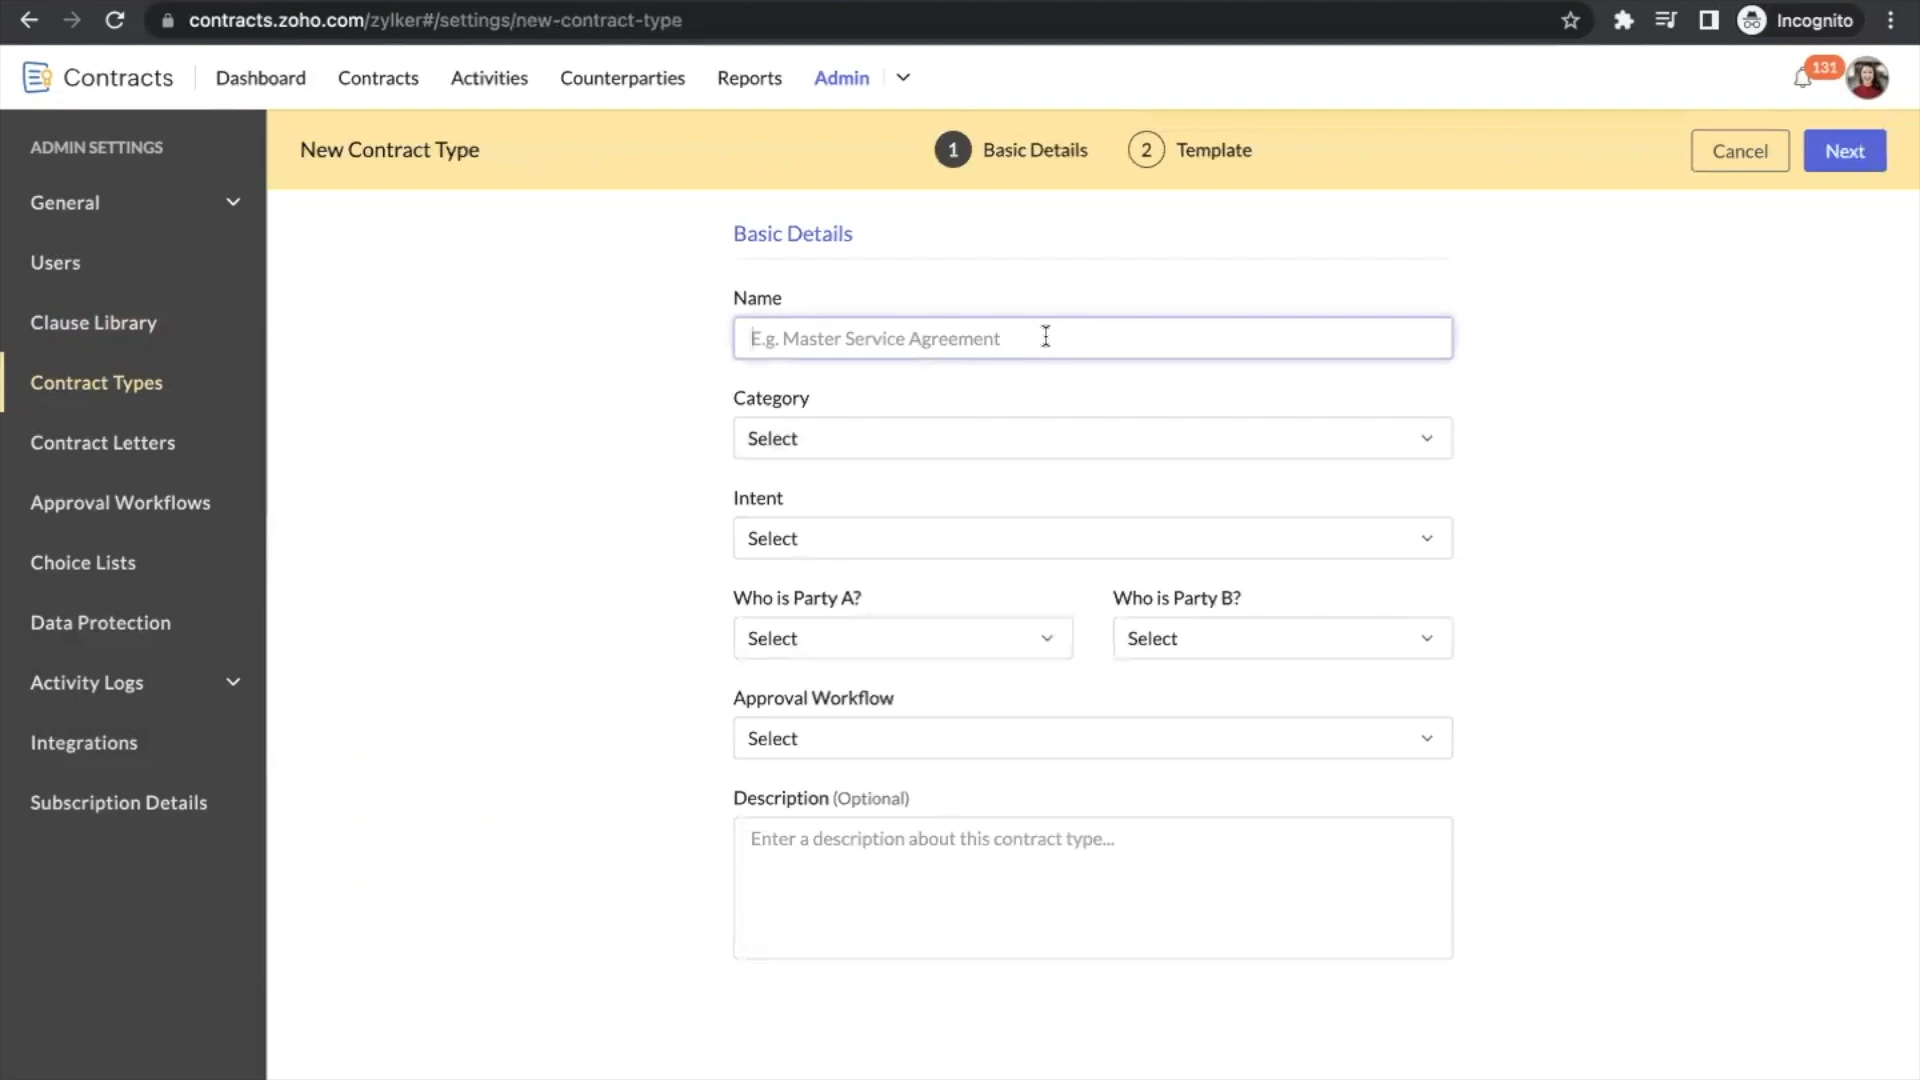 contracts.zoho.com/zylker#/settings/new-contract-type
Incognito
Contracts
Dashboard
Contracts
Activities
Counterparties
Reports
Admin
131
ADMIN SETTINGS
General
Users
Clause Library
Contract Types
Contract Letters
Approval Workflows
Choice Lists
Data Protection
Activity Logs
Integrations
Subscription Details
New Contract Type
1 Basic Details
2 Template
Cancel
Next
Basic Details
Name
E.g. Master Service Agreement
Category
Select
Intent
Select
Who is Party A?
Select
Who is Party B?
Select
Approval Workflow
Select
Description (Optional)
Enter a description about this contract type...